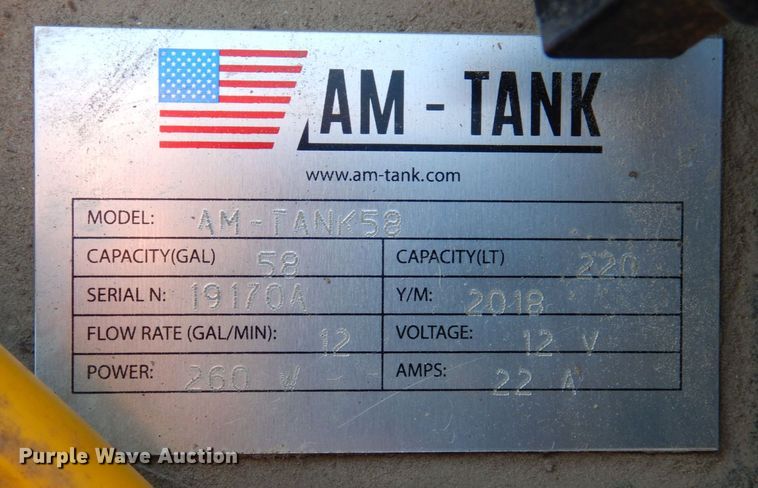 AM - TANK
www.am-tank.com
MODEL: AM-TANK58
CAPACITY(GAL) 58 CAPACITY(LT) 220
SERIAL N: 19170A Y/M: 2018
FLOW RATE (GAL/MIN): 12 VOLTAGE: 12 V
POWER: 260 W AMPS: 22 A
Purple Wave Auction